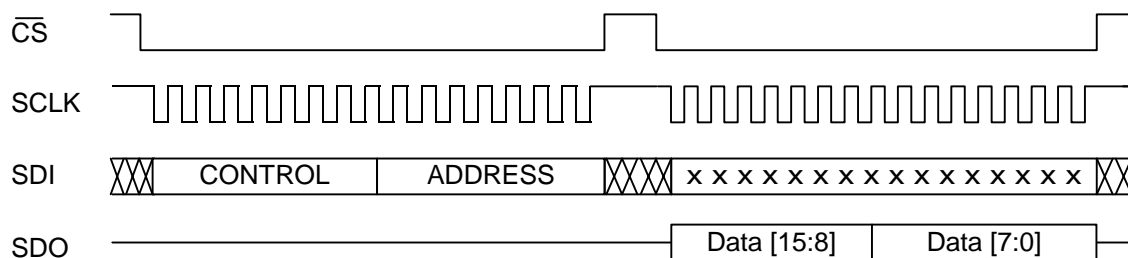 CS
SCLK
SDI CONTROL ADDRESS x x x x x x x x x x x x x x x x
SDO Data [15:8] Data [7:0]